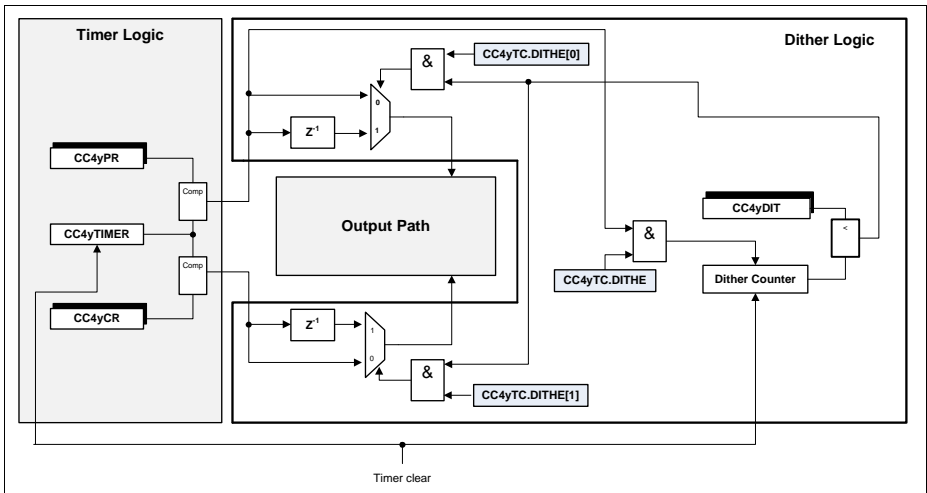 Timer Logic
Dither Logic
&
CC4yTC.DITHE[0]
0
1
Z-1
CC4yPR
Comp
Output Path
CC4yDIT
<
CC4yTIMER
&
Comp
CC4yTC.DITHE
Dither Counter
CC4yCR
Z-1
1
0
&
CC4yTC.DITHE[1]
Timer clear